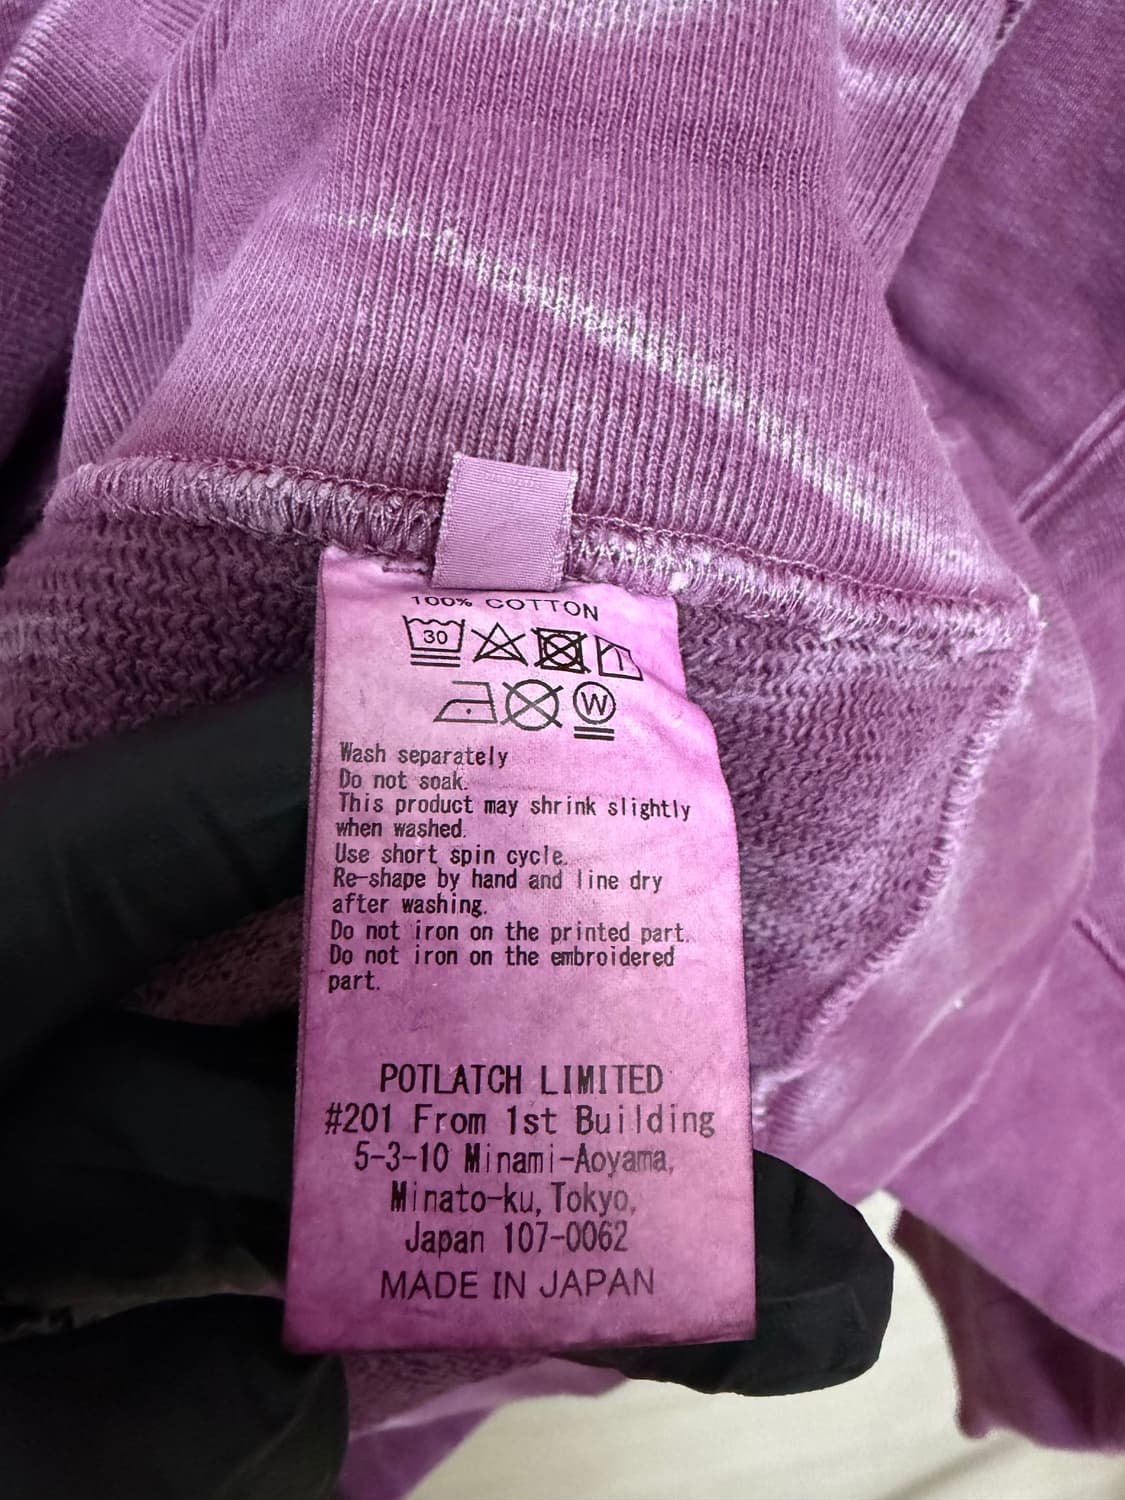 100% COTTON
30
W
Wash separately
Do not soak.
This product may shrink slightly
when washed.
Use short spin cycle.
Re-shape by hand and line dry
after washing.
Do not iron on the printed part.
Do not iron on the embroidered
part.
POTLATCH LIMITED
#201 From 1st Building
5-3-10 Minami-Aoyama,
Minato-ku, Tokyo,
Japan 107-0062
MADE IN JAPAN